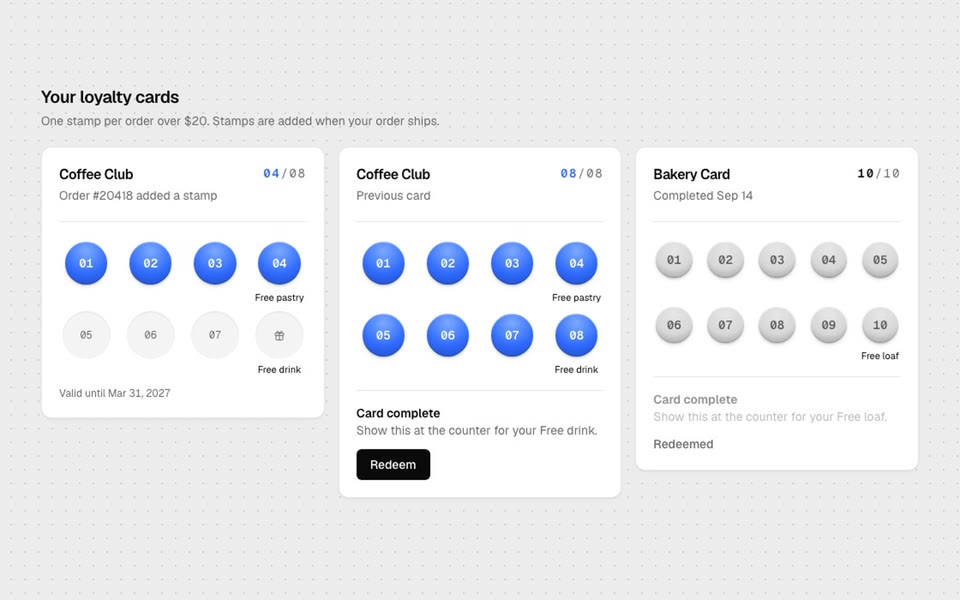 Your loyalty cards
One stamp per order over $20. Stamps are added when your order ships.
Coffee Club
04/08
Order #20418 added a stamp
01 02 03 04
Free pastry
05 06 07
Free drink
Valid until Mar 31, 2027
Coffee Club
08/08
Previous card
01 02 03 04
Free pastry
05 06 07 08
Free drink
Card complete
Show this at the counter for your Free drink.
Redeem
Bakery Card
10/10
Completed Sep 14
01 02 03 04 05
06 07 08 09 10
Free loaf
Card complete
Show this at the counter for your Free loaf.
Redeemed